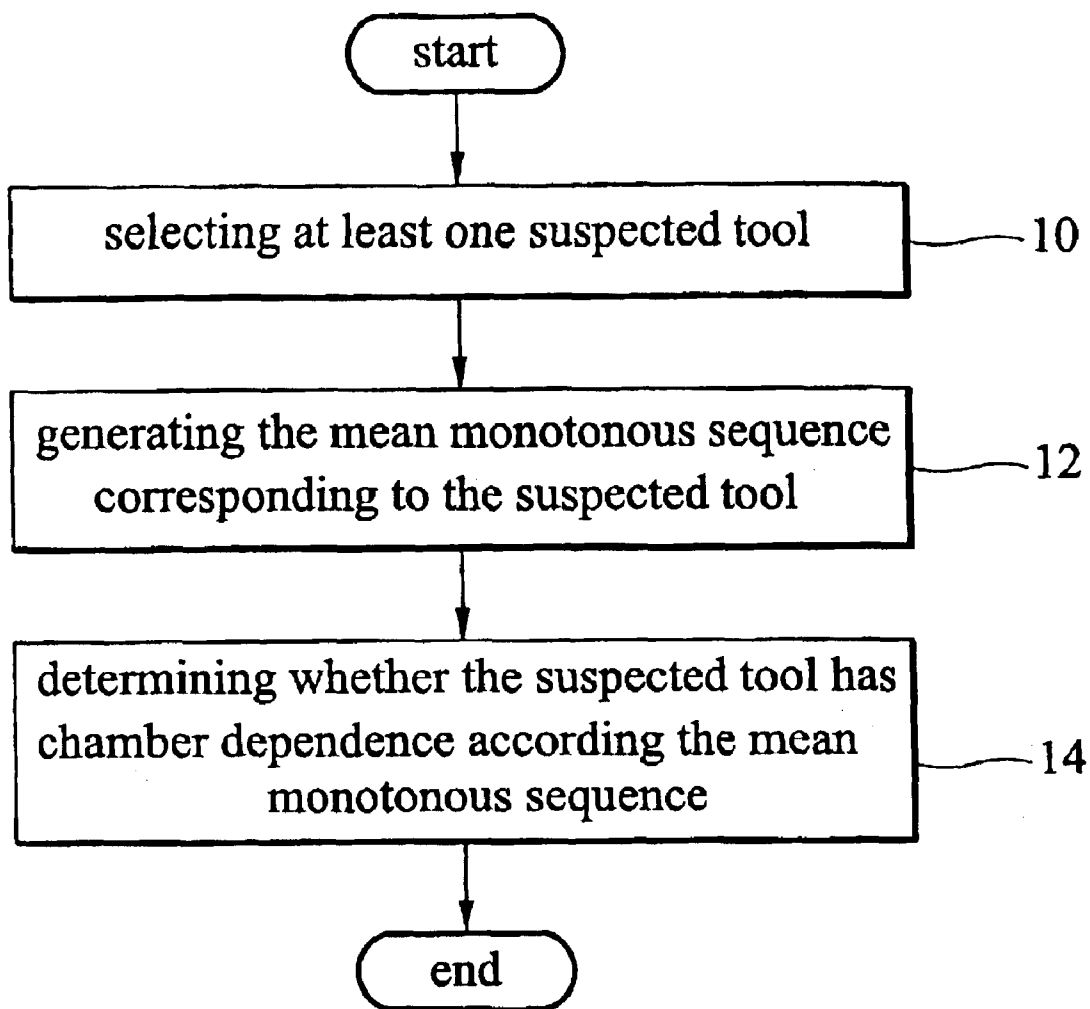 start
selecting at least one suspected tool
10
generating the mean monotonous sequence
corresponding to the suspected tool
12
determining whether the suspected tool has
chamber dependence according the mean
monotonous sequence
14
end